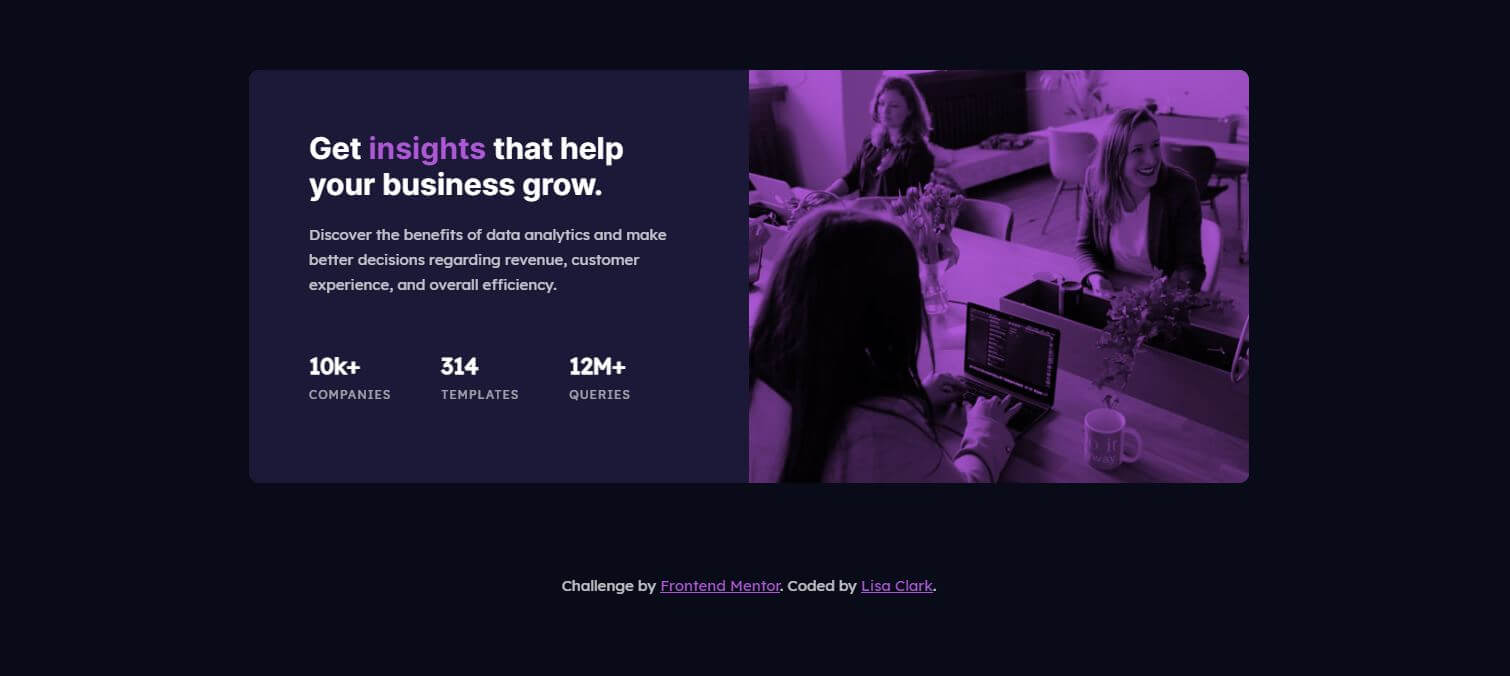 Get insights that help
your business grow.
Discover the benefits of data analytics and make
better decisions regarding revenue, customer
experience, and overall efficiency.
10k+ 314 12M+
COMPANIES TEMPLATES QUERIES
Challenge by Frontend Mentor. Coded by Lisa Clark.